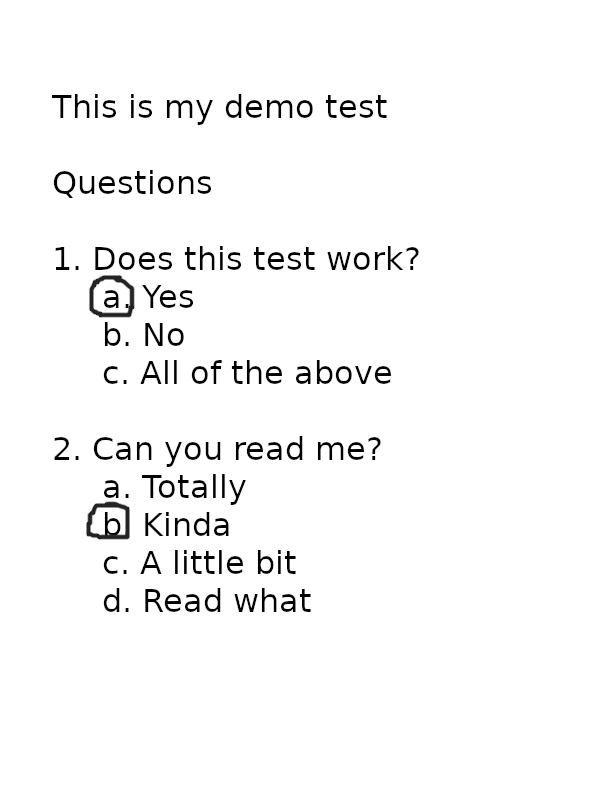 This is my demo test
Questions
1. Does this test work?
a. Yes
b. No
c. All of the above
2. Can you read me?
a. Totally
b. Kinda
c. A little bit
d. Read what